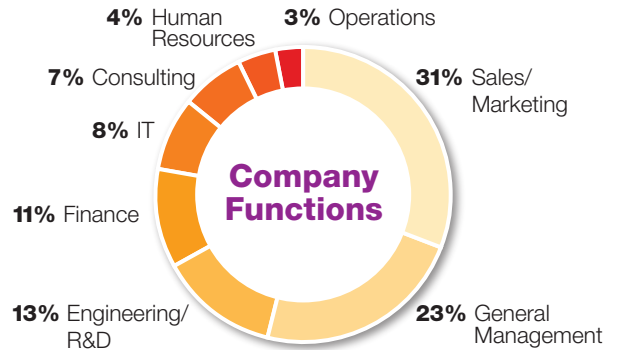 4% Human
Resources
3% Operations
7% Consulting
31% Sales/
Marketing
8% IT
Company
Functions
11% Finance
13% Engineering/
R&D
23% General
Management